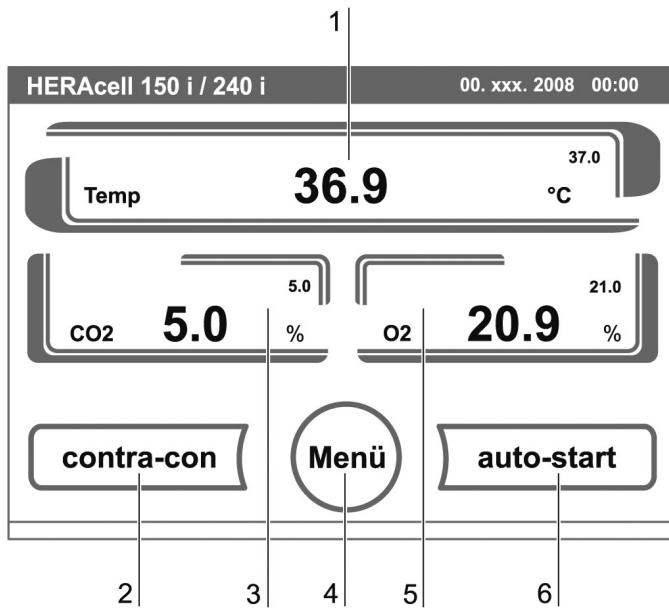 1
HERAcell 150 i / 240 i 00. xxx. 2008 00:00
37.0
Temp 36.9 °C
5.0 21.0
CO2 5.0 % O2 20.9 %
contra-con Menü auto-start
2 3 4 5 6